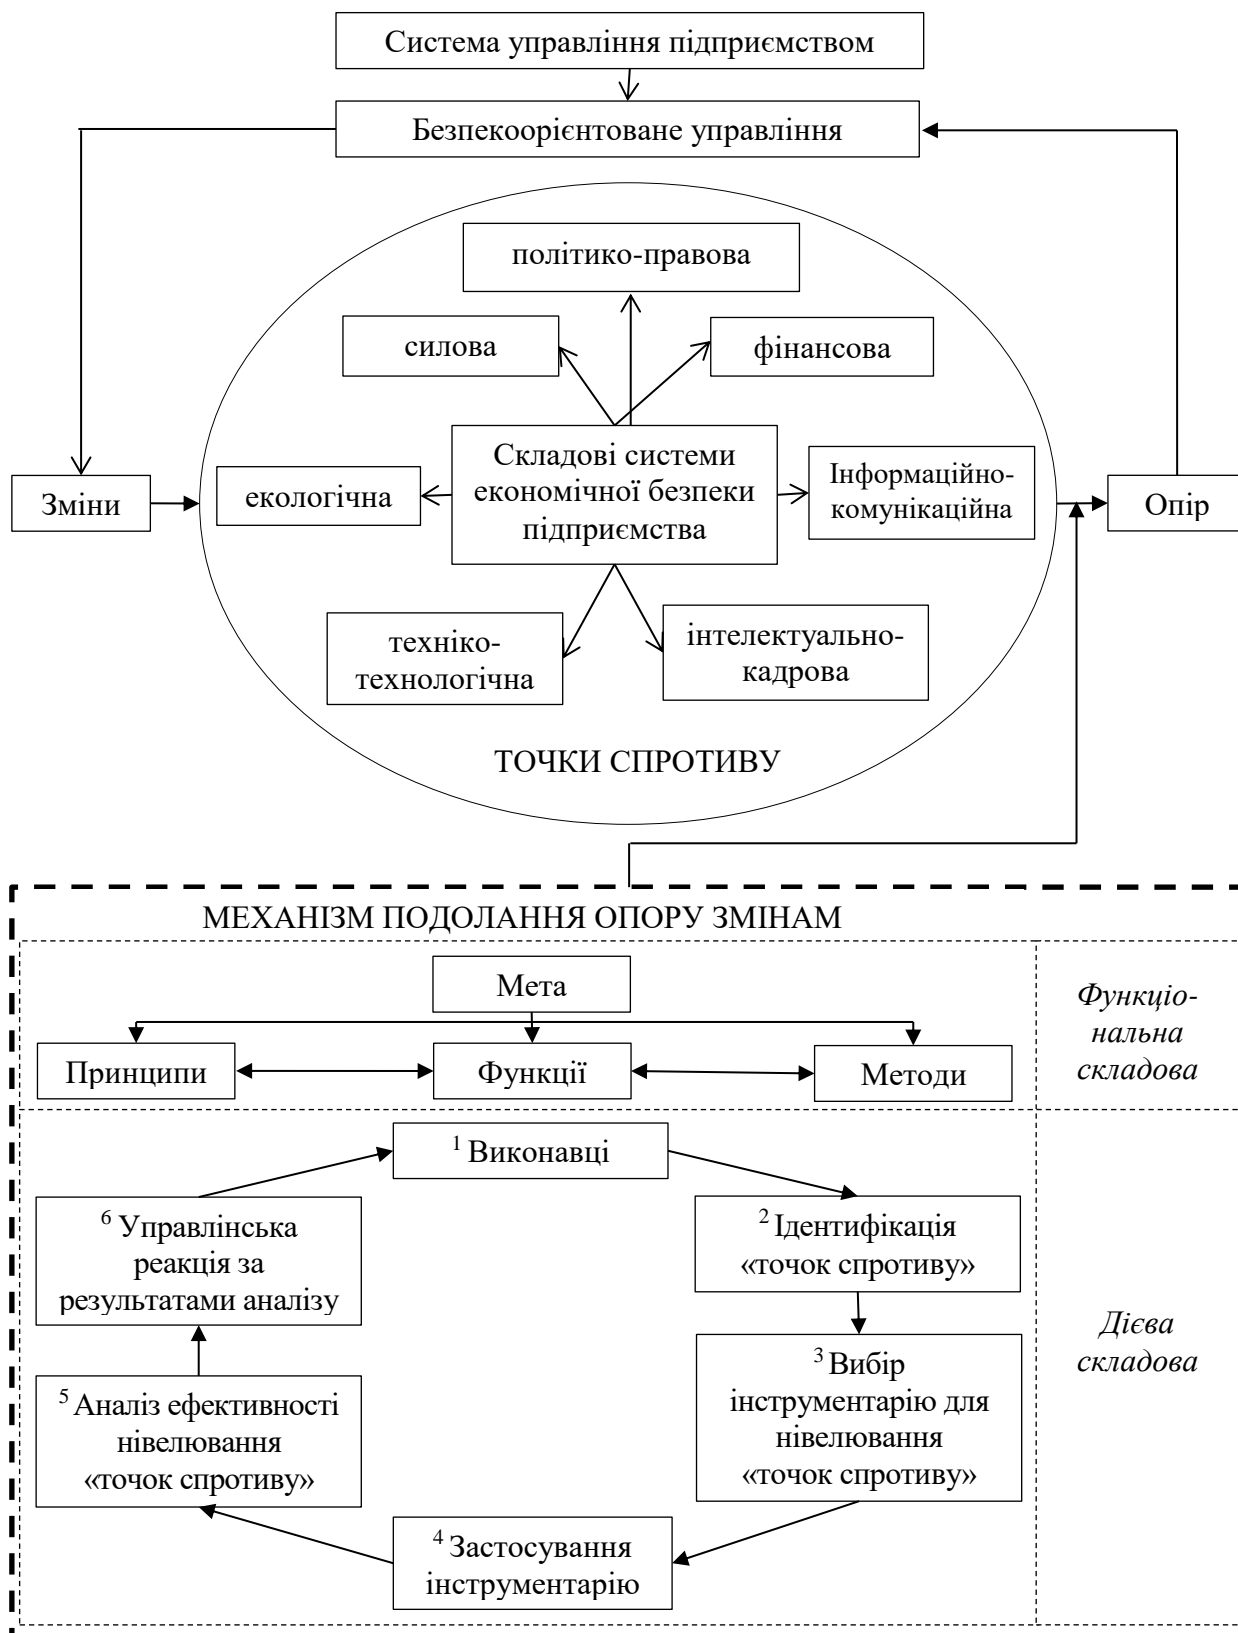 Система управління підприємством
Безпекоорієнтоване управління
політико-правова
силова
фінансова
Складові системи
економічної безпеки
підприємства
екологічна
Інформаційно-
комунікаційна
Зміни
Опір
техніко-
технологічна
інтелектуально-
кадрова
ТОЧКИ СПРОТИВУ
МЕХАНІЗМ ПОДОЛАННЯ ОПОРУ ЗМІНАМ
Мета
Принципи
Функції
Методи
Функціо-
нальна
складова
1 Виконавці
2 Ідентифікація
«точок спротиву»
3 Вибір
інструментарію для
нівелювання
«точок спротиву»
4 Застосування
інструментарію
5 Аналіз ефективності
нівелювання
«точок спротиву»
6 Управлінська
реакція за
результатами аналізу
Дієва
складова